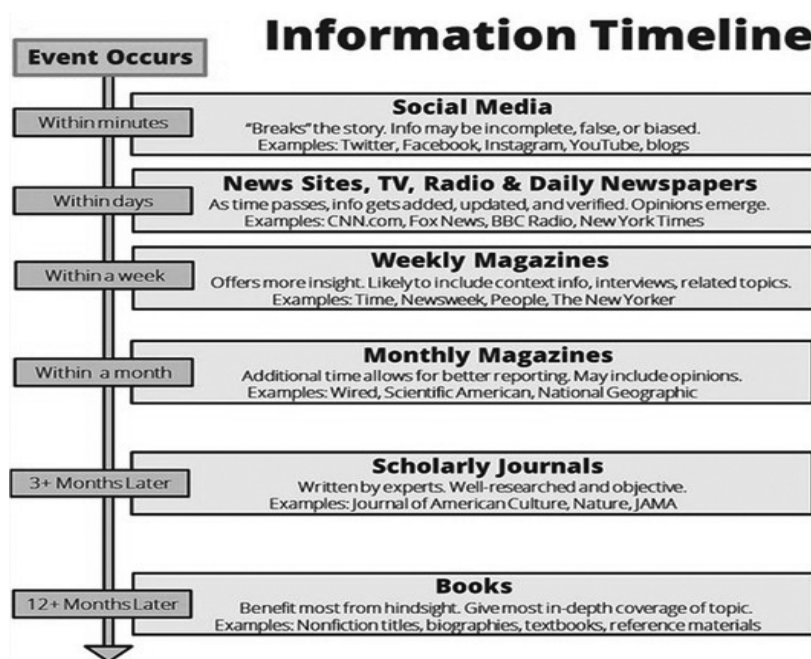 Information Timeline
Event Occurs
Within minutes
Social Media
"Breaks" the story. Info may be incomplete, false, or biased.
Examples: Twitter, Facebook, Instagram, YouTube, blogs
Within days
News Sites, TV, Radio & Daily Newspapers
As time passes, info gets added, updated, and verified. Opinions emerge.
Examples: CNN.com, Fox News, BBC Radio, New York Times
Within a week
Weekly Magazines
Offers more insight. Likely to include context info, interviews, related topics.
Examples: Time, Newsweek, People, The New Yorker
Within a month
Monthly Magazines
Additional time allows for better reporting. May include opinions.
Examples: Wired, Scientific American, National Geographic
3+ Months Later
Scholarly Journals
Written by experts. Well-researched and objective.
Examples: Journal of American Culture, Nature, JAMA
12+ Months Later
Books
Benefit most from hindsight. Give most in-depth coverage of topic.
Examples: Nonfiction titles, biographies, textbooks, reference materials